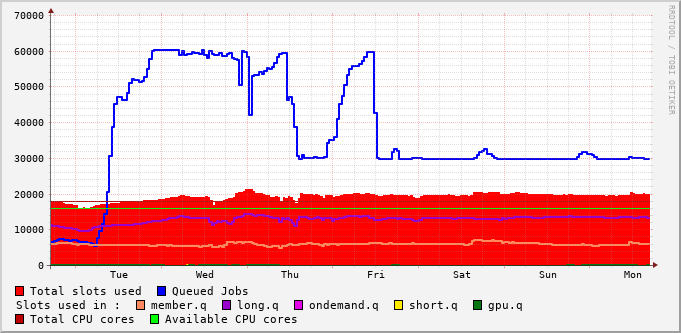 70000
60000
50000
40000
30000
20000
10000
0
Tue Wed Thu Fri Sat Sun Mon
RRDTOOL / TOBI OETIKER
Total slots used Queued Jobs
Slots used in : member.q long.q ondemand.q short.q gpu.q
Total CPU cores Available CPU cores